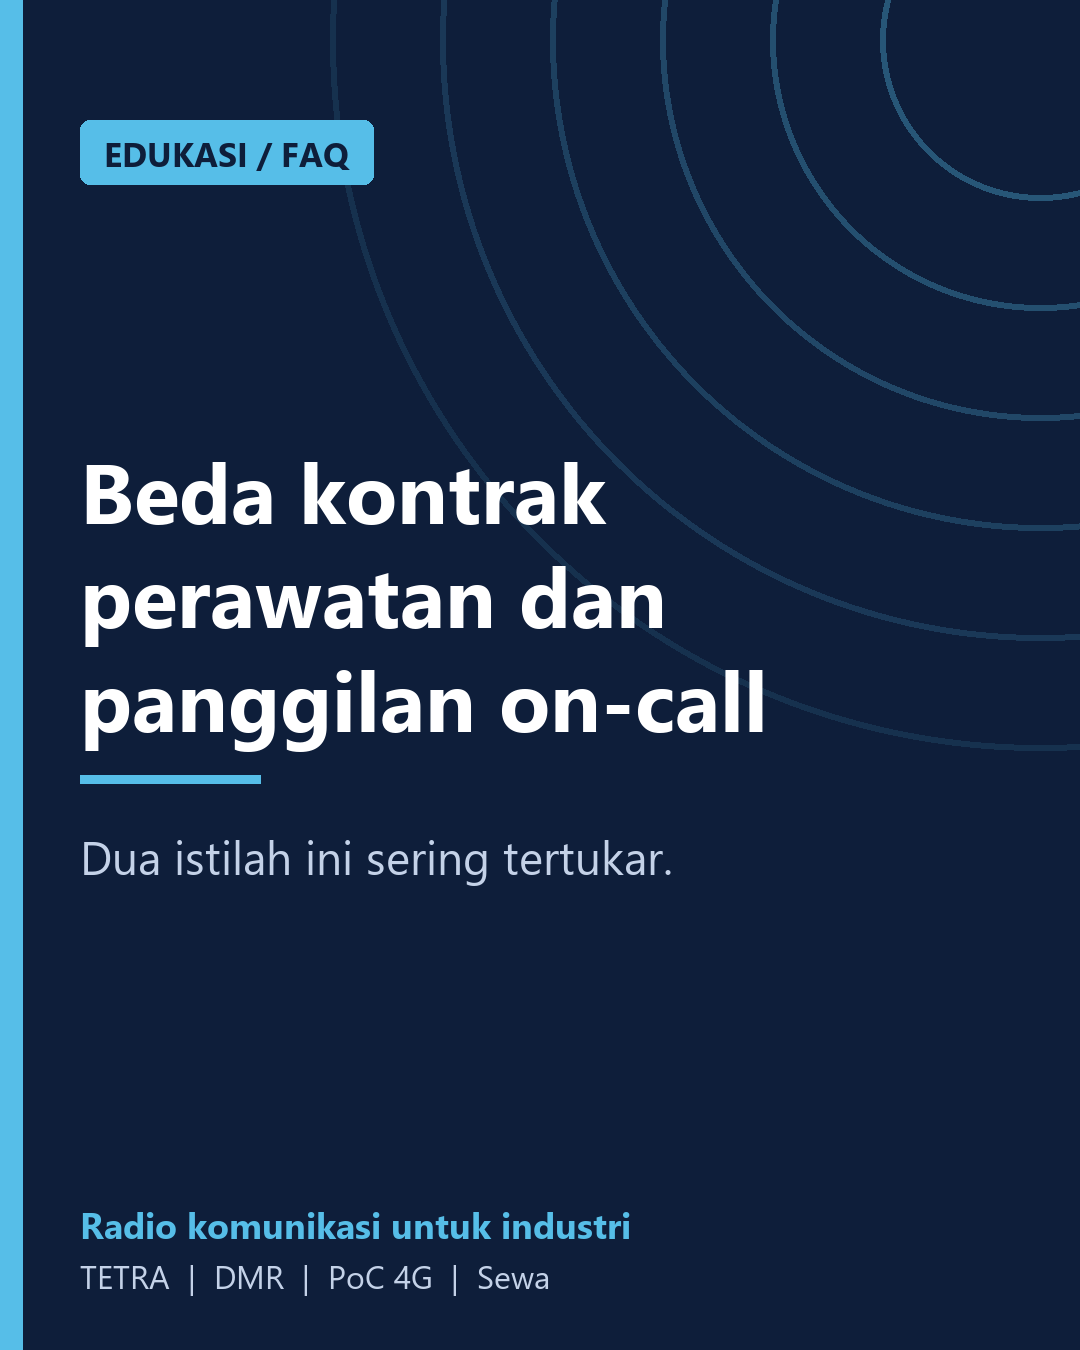 EDUKASI / FAQ
Beda kontrak
perawatan dan
panggilan on-call
Dua istilah ini sering tertukar.
Radio komunikasi untuk industri
TETRA | DMR | PoC 4G | Sewa